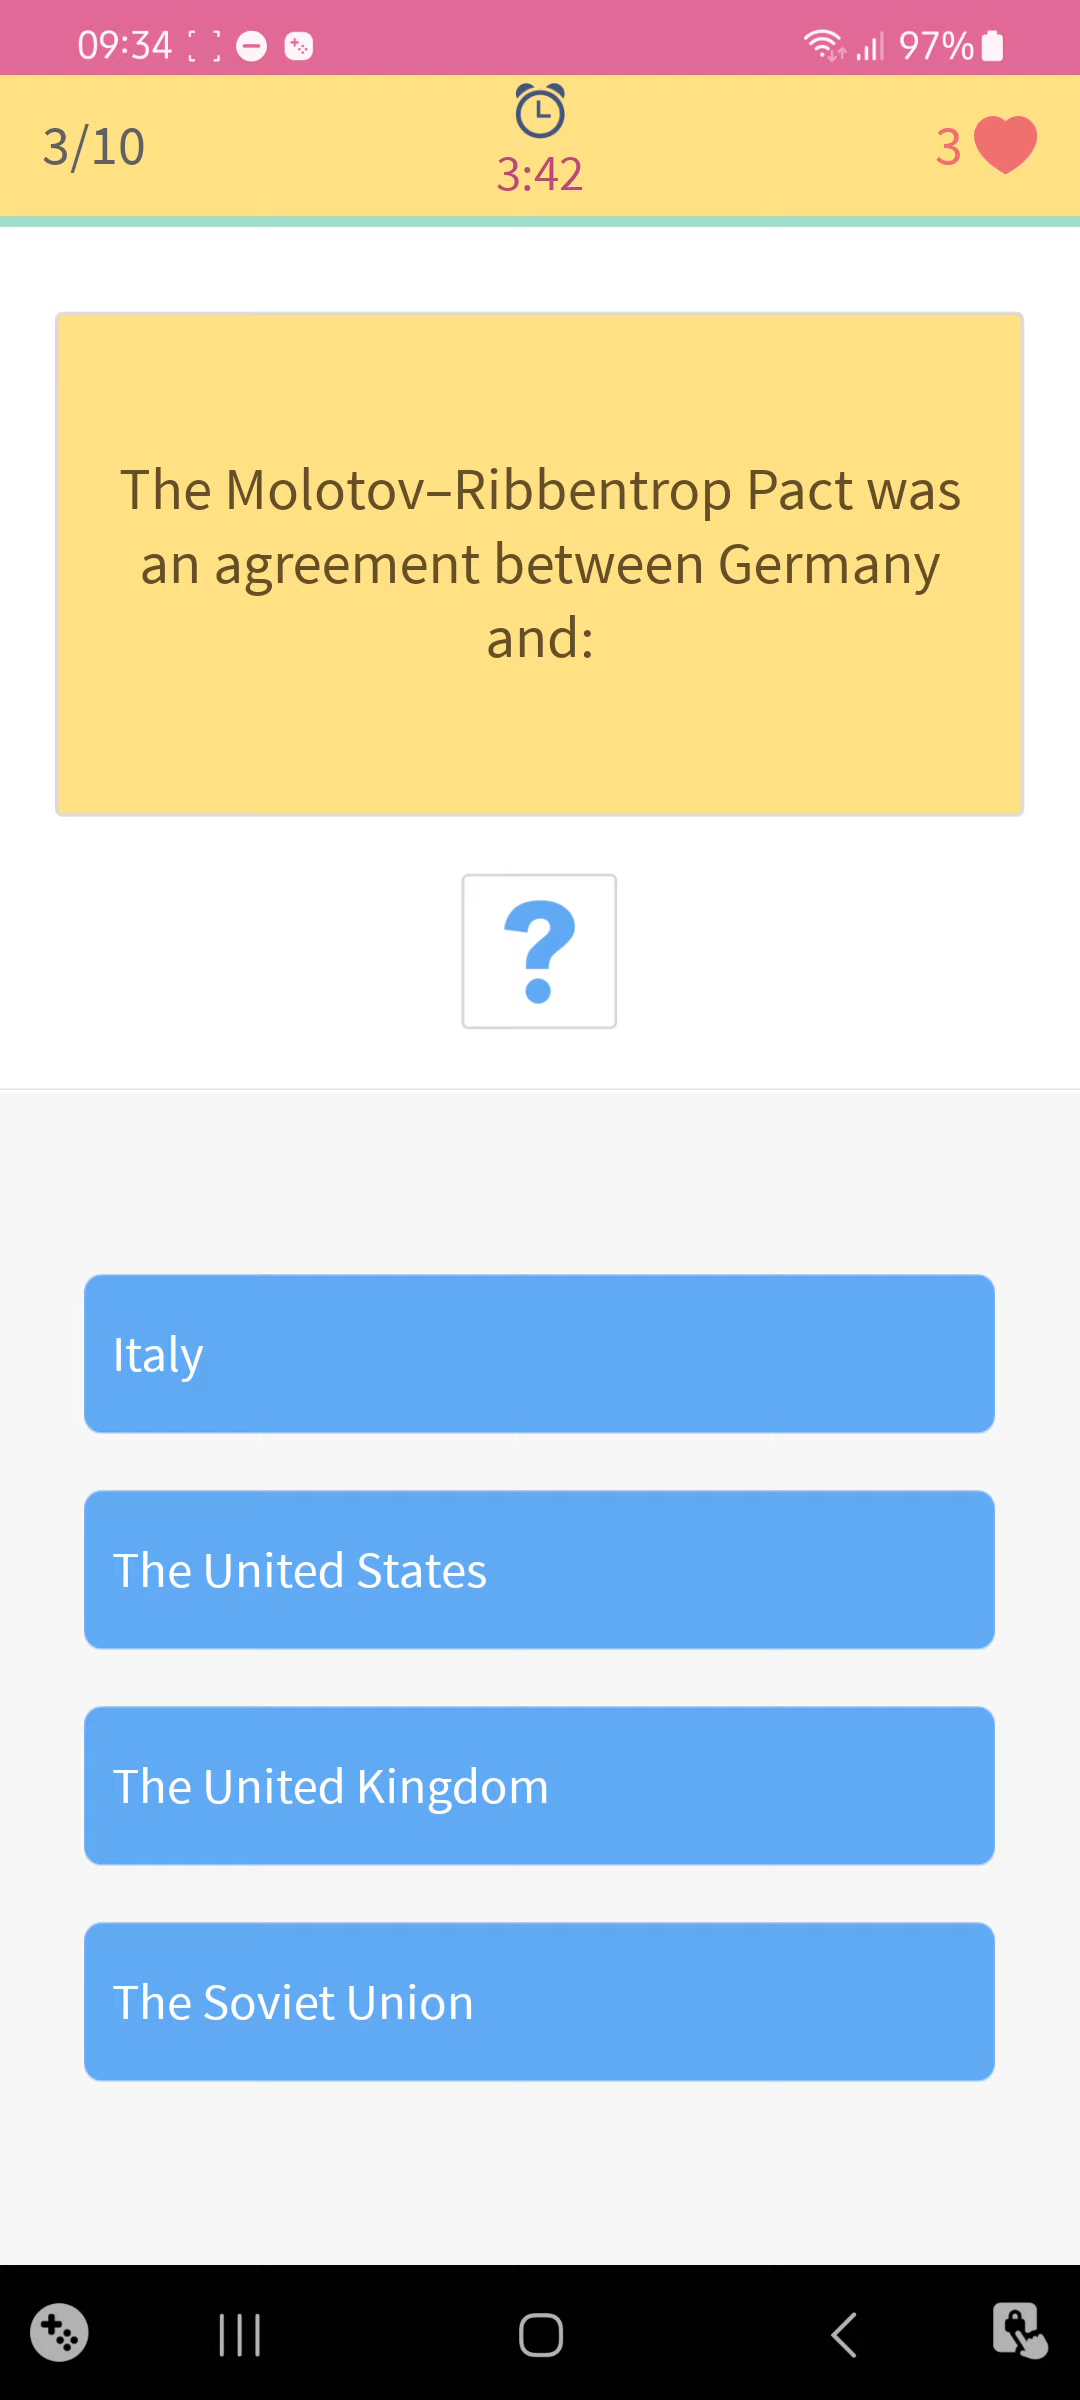 09:34
97%
3/10
3:42
3
The Molotov–Ribbentrop Pact was
an agreement between Germany
and:
?
Italy
The United States
The United Kingdom
The Soviet Union